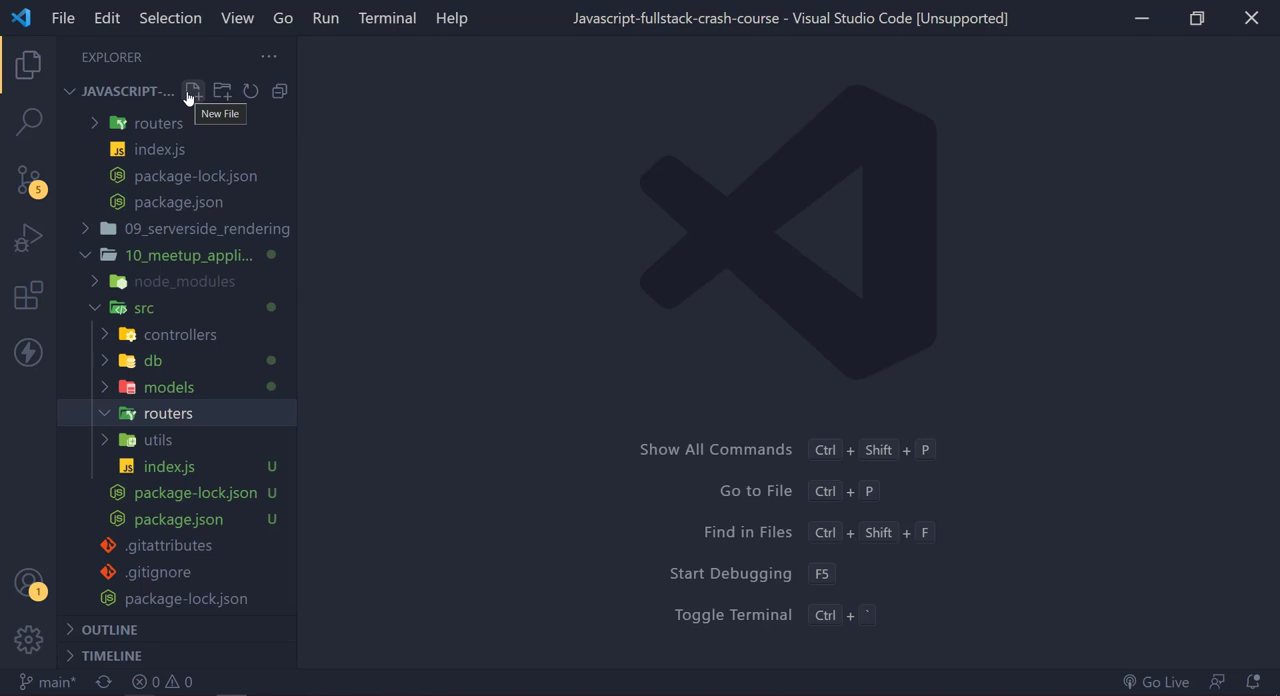 File Edit Selection View Go Run Terminal Help
Javascript-fullstack-crash-course - Visual Studio Code [Unsupported]
EXPLORER
JAVASCRIPT-...
New File
routers
index.js
package-lock.json
package.json
09_serverside_rendering
10_meetup_appli...
node_modules
src
controllers
db
models
routers
utils
index.js U
package-lock.json U
package.json U
.gitattributes
.gitignore
package-lock.json
OUTLINE
TIMELINE
5
1
Show All Commands Ctrl + Shift + P
Go to File Ctrl + P
Find in Files Ctrl + Shift + F
Start Debugging F5
Toggle Terminal Ctrl + `
main* 0 0
Go Live